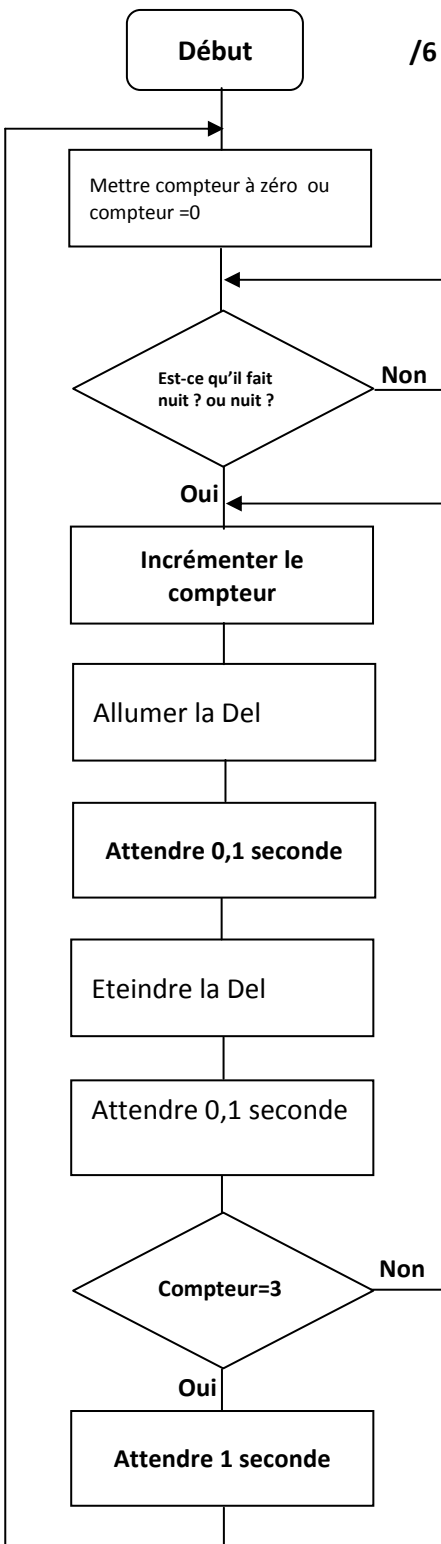 Début
/6
Mettre compteur à zéro ou
compteur =0
Est-ce qu'il fait
nuit ? ou nuit ?
Non
Oui
Incrémenter le
compteur
Allumer la Del
Attendre 0,1 seconde
Eteindre la Del
Attendre 0,1 seconde
Compteur=3
Non
Oui
Attendre 1 seconde